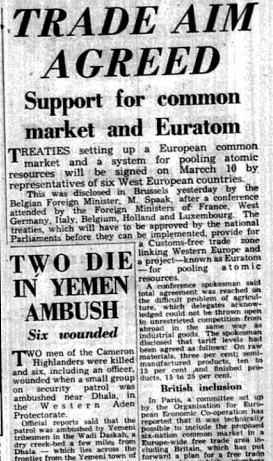 TRADE AIM
AGREED
Support for common
market and Euratom
TREATIES setting up a European common
market and a system for pooling atomic
resources will be signed on Marcch 10 by
representatives of six West European countries.
This was disclosed in Brussels yesterday by the
Belgian Foreign Minister, M. Spaak, after a conference
attended by the Foreign Ministers of France, West
Germany, Italy, Belgium, Holland and Luxembourg. The
treaties, which will have to be approved by the national
Parliaments before they can be implemented, provide for
a Customs-free trade zone
linking Western Europe and
a project—known as Euratom
—for pooling atomic
resources.
A conference spokesman said
total agreement was reached on
the difficult problem of agricul-
ture, which delegates acknow-
ledged could not be thrown open
to unrestricted competition from
abroad in the same way as
industrial goods. The spokesman
disclosed that tariff levels had
been agreed as follows: On raw
materials, three per cent; semi-
manufactured products, ten to
15 per cent and finished pro-
ducts, 15 to 25 per cent.
British inclusion
In Paris, a committee set up
by the Organisation for Euro-
pean Economic Co-operation has
reported that it was technically
possible to include the proposed
six-nation common market in a
Europe-wide free trade area in-
cluding Britain, which has put
forward a plan for a free trade
TWO DIE
IN YEMEN
AMBUSH
Six wounded
TWO men of the Cameron
Highlanders were killed
and six, including an officer,
wounded when a small group
on security patrol was
ambushed near Dhala, in
the Western Aden
Protectorate.
Official reports said that the
patrol was ambushed by Yemeni
tribesmen in the Wadi Daskah, a
dry creek-bed a few miles from
Dhala — which lies across the
frontier from the Yemeni town of